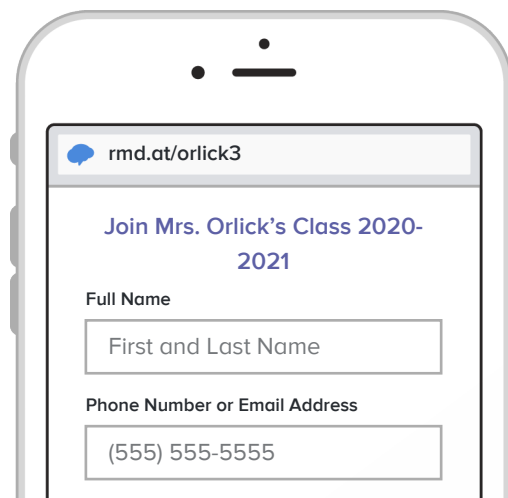 rmd.at/orlick3
Join Mrs. Orlick’s Class 2020-
2021
Full Name
First and Last Name
Phone Number or Email Address
(555) 555-5555